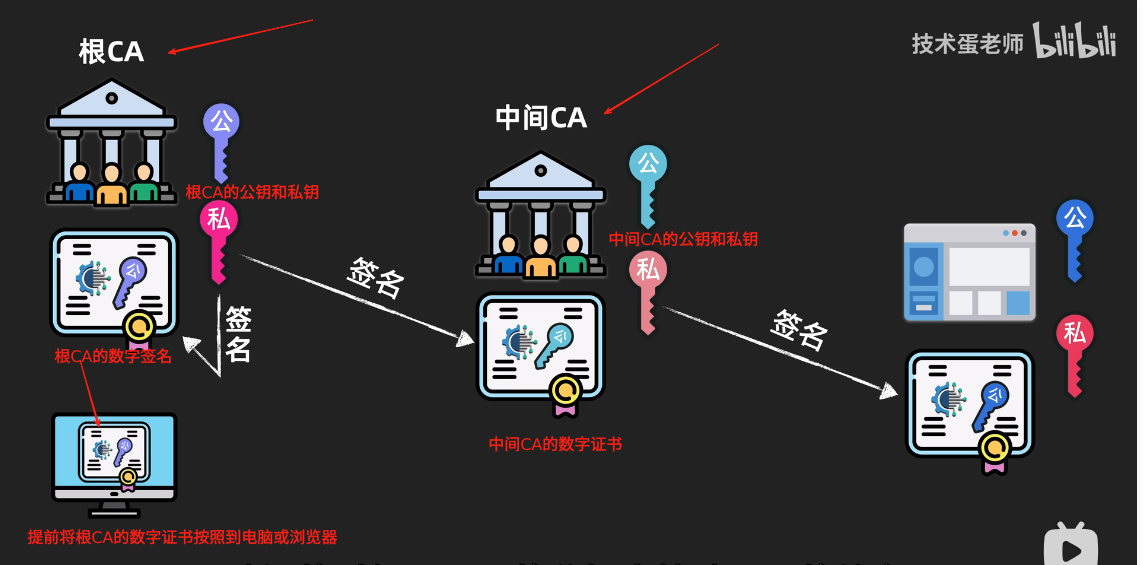 根CA
技术蛋老师 bilibili
中间CA
公
公
根CA的公钥和私钥
私
中间CA的公钥和私钥
公
私
签名
签名
签名
私
公
公
公
根CA的数字签名
公
中间CA的数字证书
提前将根CA的数字证书按照到电脑或浏览器